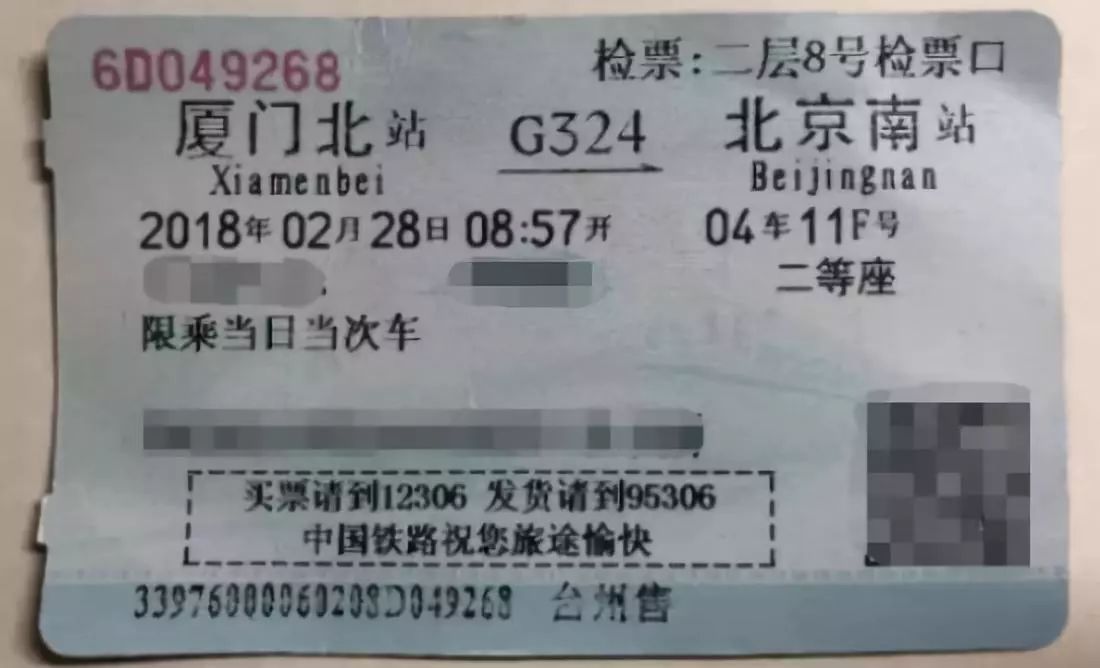 6D049268 检票:二层8号检票口
厦门北站 G324 北京南站
Xiamenbei Beijingnan
2018年02月28日 08:57开 04车11F号
二等座
限乘当日当次车
买票请到12306 发货请到95306
中国铁路祝您旅途愉快
33976000060208D049268 台州售